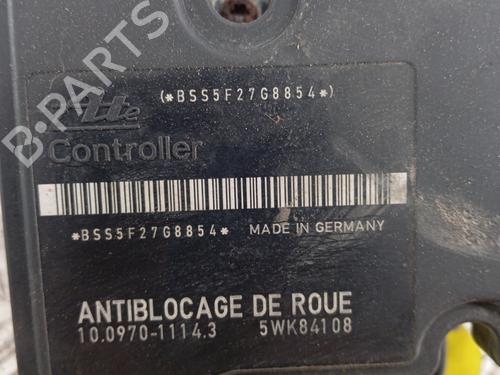 (*BSS5F27G8854*)
Ate
Controller
*BSS5F27G8854* MADE IN GERMANY
ANTIBLOCAGE DE ROUE
10.0970-1114.3 5WK84108
B-PARTS